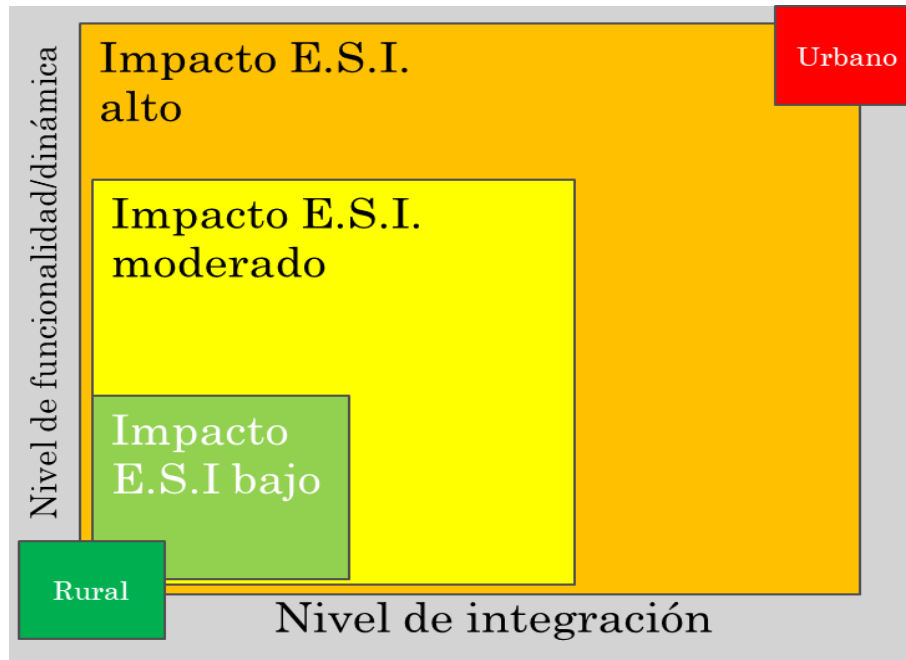 Impacto E.S.I.
alto
Urbano
Nivel de funcionalidad/dinámica
Impacto E.S.I.
moderado
Impacto
E.S.I bajo
Rural
Nivel de integración